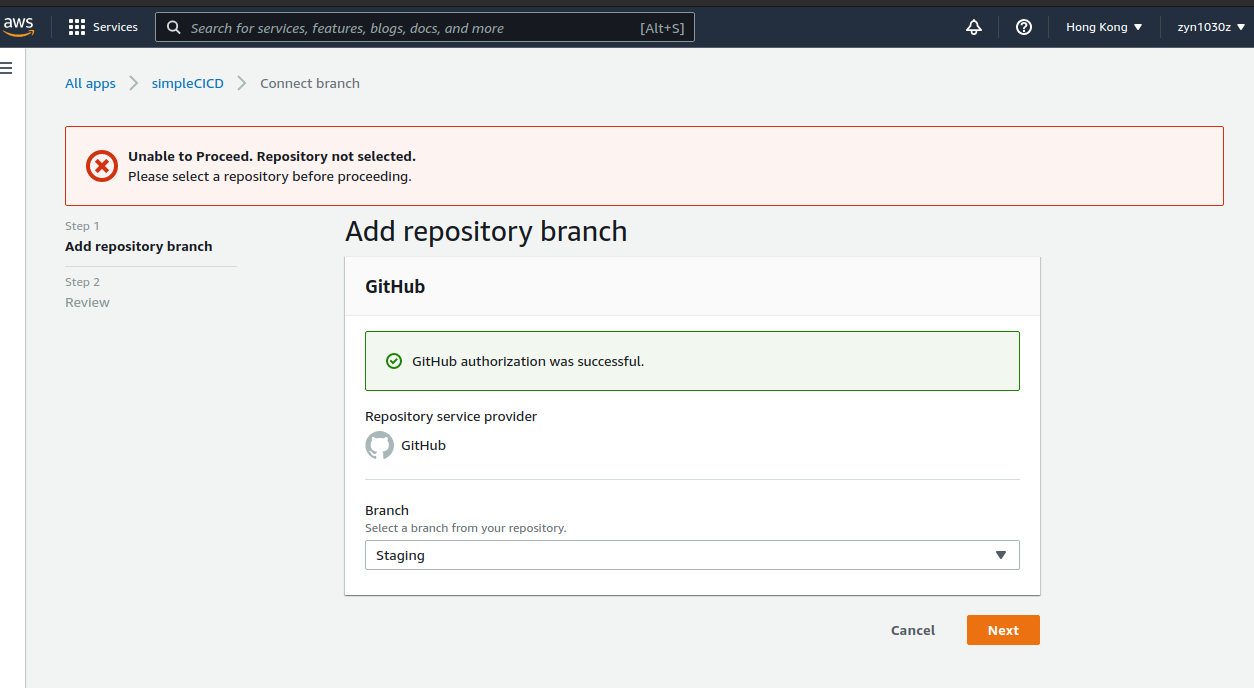 aws Services Search for services, features, blogs, docs, and more [Alt+S] Hong Kong zyn1030z
All apps simpleCICD Connect branch
Unable to Proceed. Repository not selected.
Please select a repository before proceeding.
Step 1
Add repository branch
Step 2
Review
Add repository branch
GitHub
GitHub authorization was successful.
Repository service provider
GitHub
Branch
Select a branch from your repository.
Staging
Cancel Next